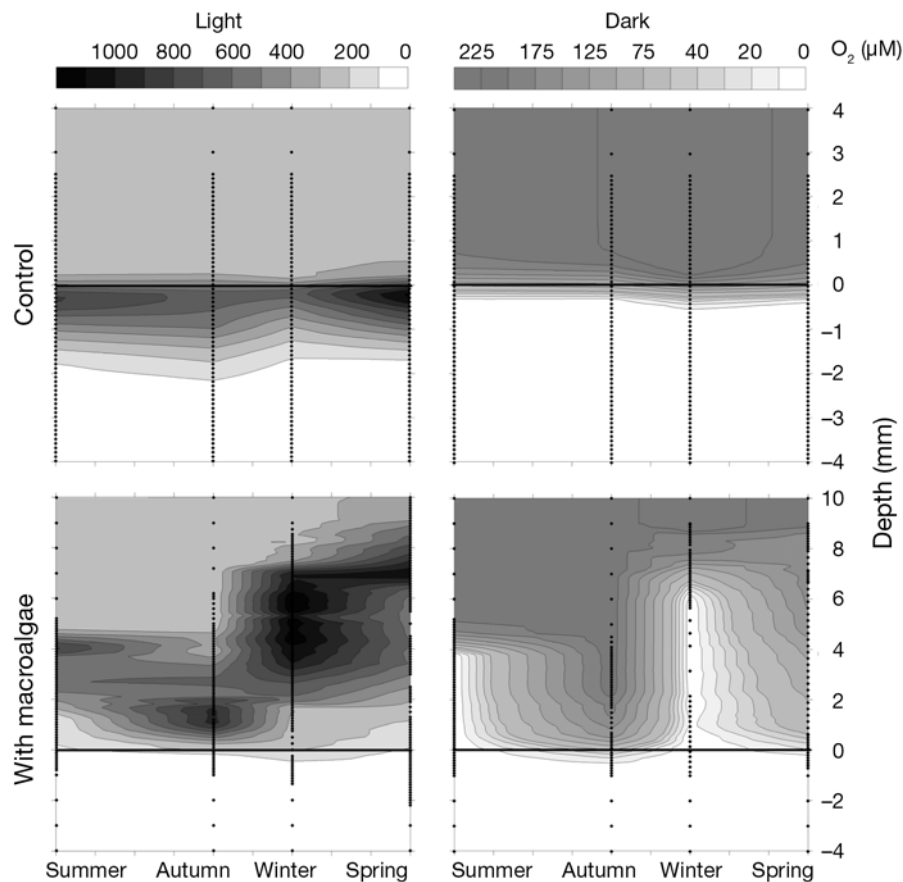 Light Dark
1000 800 600 400 200 0 225 175 125 75 40 0 O2 (µM)
Control
4
3
2
1
0
−1
−2
−3
−4
Depth (mm)
With macroalgae
10
8
6
4
2
0
−2
−4
Summer Autumn Winter Spring Summer Autumn Winter Spring